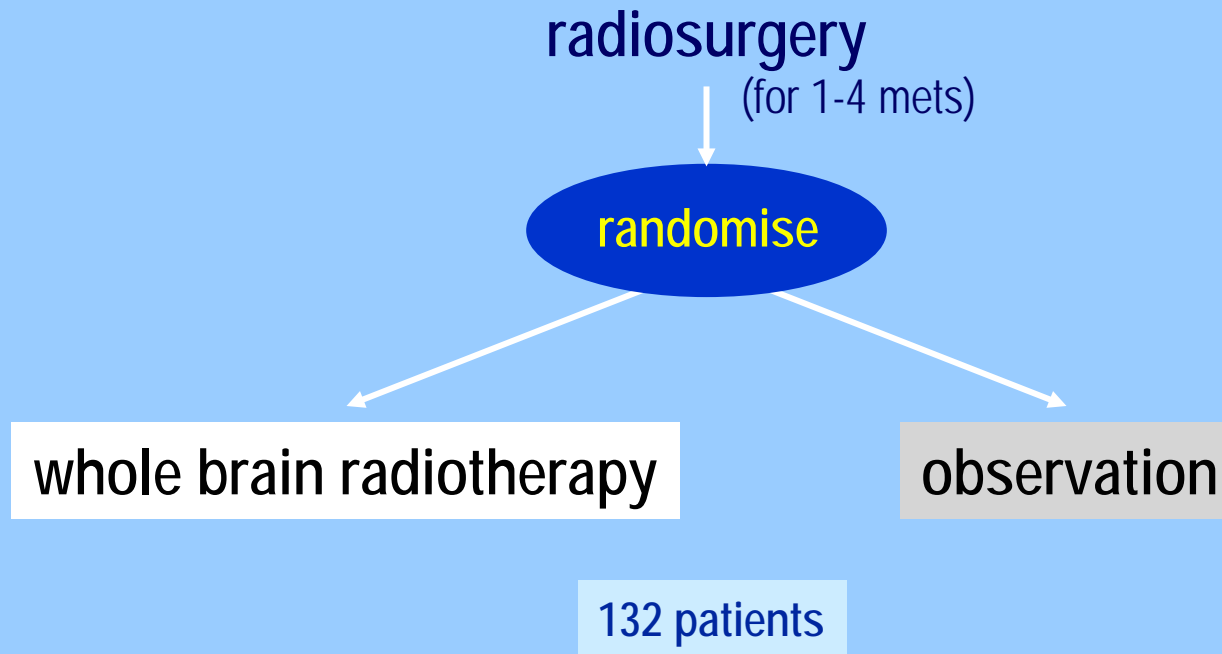 radiosurgery
(for 1-4 mets)
randomise
whole brain radiotherapy
observation
132 patients